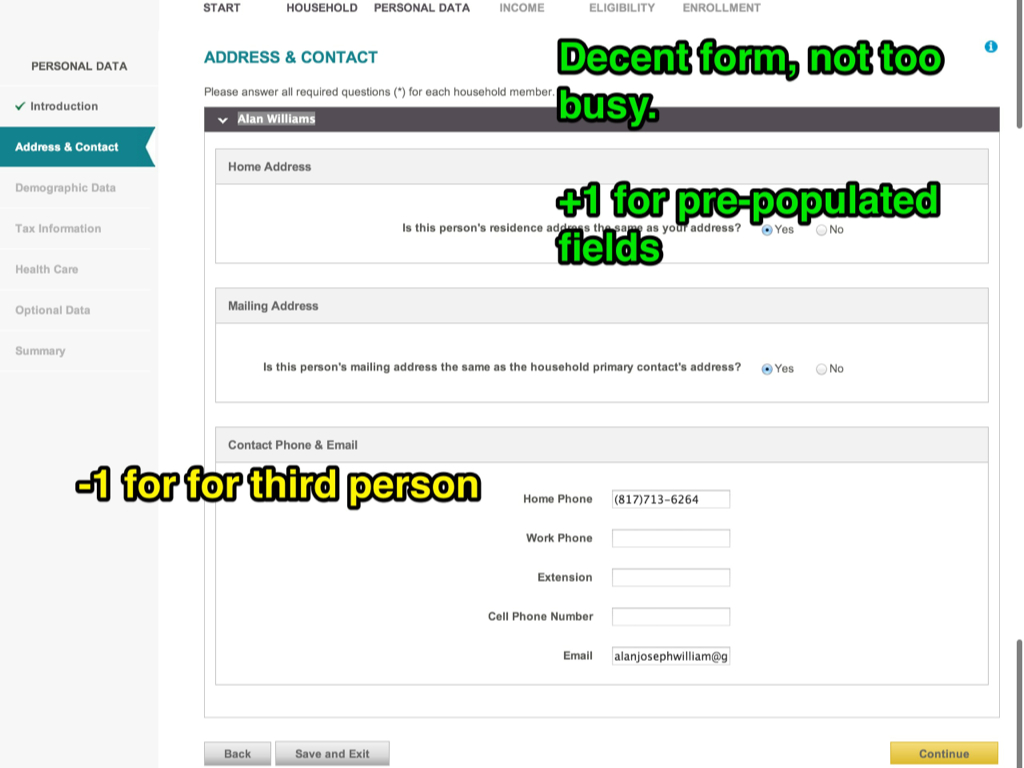 START HOUSEHOLD PERSONAL DATA INCOME ELIGIBILITY ENROLLMENT
PERSONAL DATA
Introduction
Address & Contact
Demographic Data
Tax Information
Health Care
Optional Data
Summary
ADDRESS & CONTACT
Decent form, not too
busy.
Please answer all required questions (*) for each household member.
Alan Williams
Home Address
+1 for pre-populated
fields
Is this person's residence address the same as your address? Yes No
Mailing Address
Is this person's mailing address the same as the household primary contact's address? Yes No
Contact Phone & Email
-1 for for third person
Home Phone (817)713-6264
Work Phone
Extension
Cell Phone Number
Email alanjosephwilliam@g
Back Save and Exit Continue